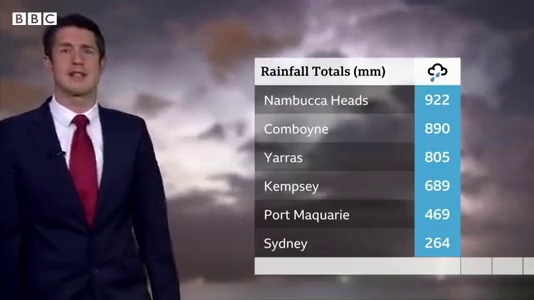 BBC
Rainfall Totals (mm)
Nambucca Heads 922
Comboyne 890
Yarras 805
Kempsey 689
Port Maquarie 469
Sydney 264